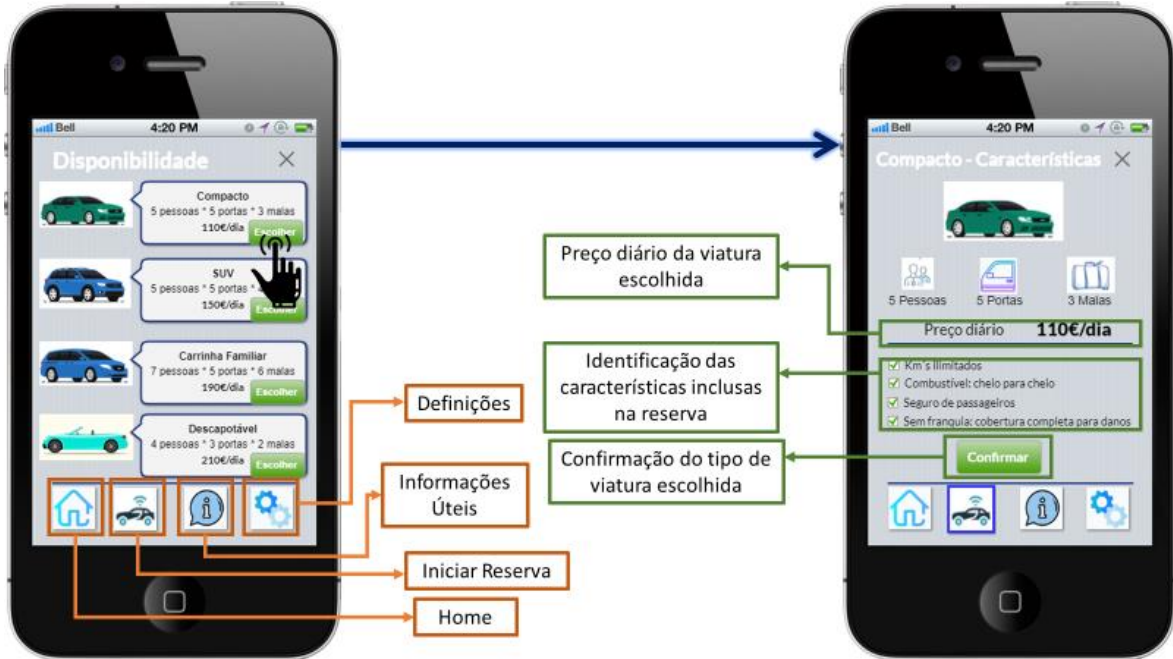 Bell 4:20 PM
Disponibilidade
Compacto
5 pessoas * 5 portas * 3 malas
110€/dia Escolher
SUV
5 pessoas * 5 portas *
150€/dia Escolher
Carrinha Familiar
7 pessoas * 5 portas * 6 malas
190€/dia Escolher
Descapotável
4 pessoas * 3 portas * 2 malas
210€/dia Escolher
Definições
Informações
Úteis
Iniciar Reserva
Home
Preço diário da viatura
escolhida
Identificação das
características inclusas
na reserva
Confirmação do tipo de
viatura escolhida
Bell 4:20 PM
Compacto - Características
5 Pessoas 5 Portas 3 Malas
Preço diário 110€/dia
Km´s Ilimitados
Combustível: cheio para cheio
Seguro de passageiros
Sem franquia: cobertura completa para danos
Confirmar